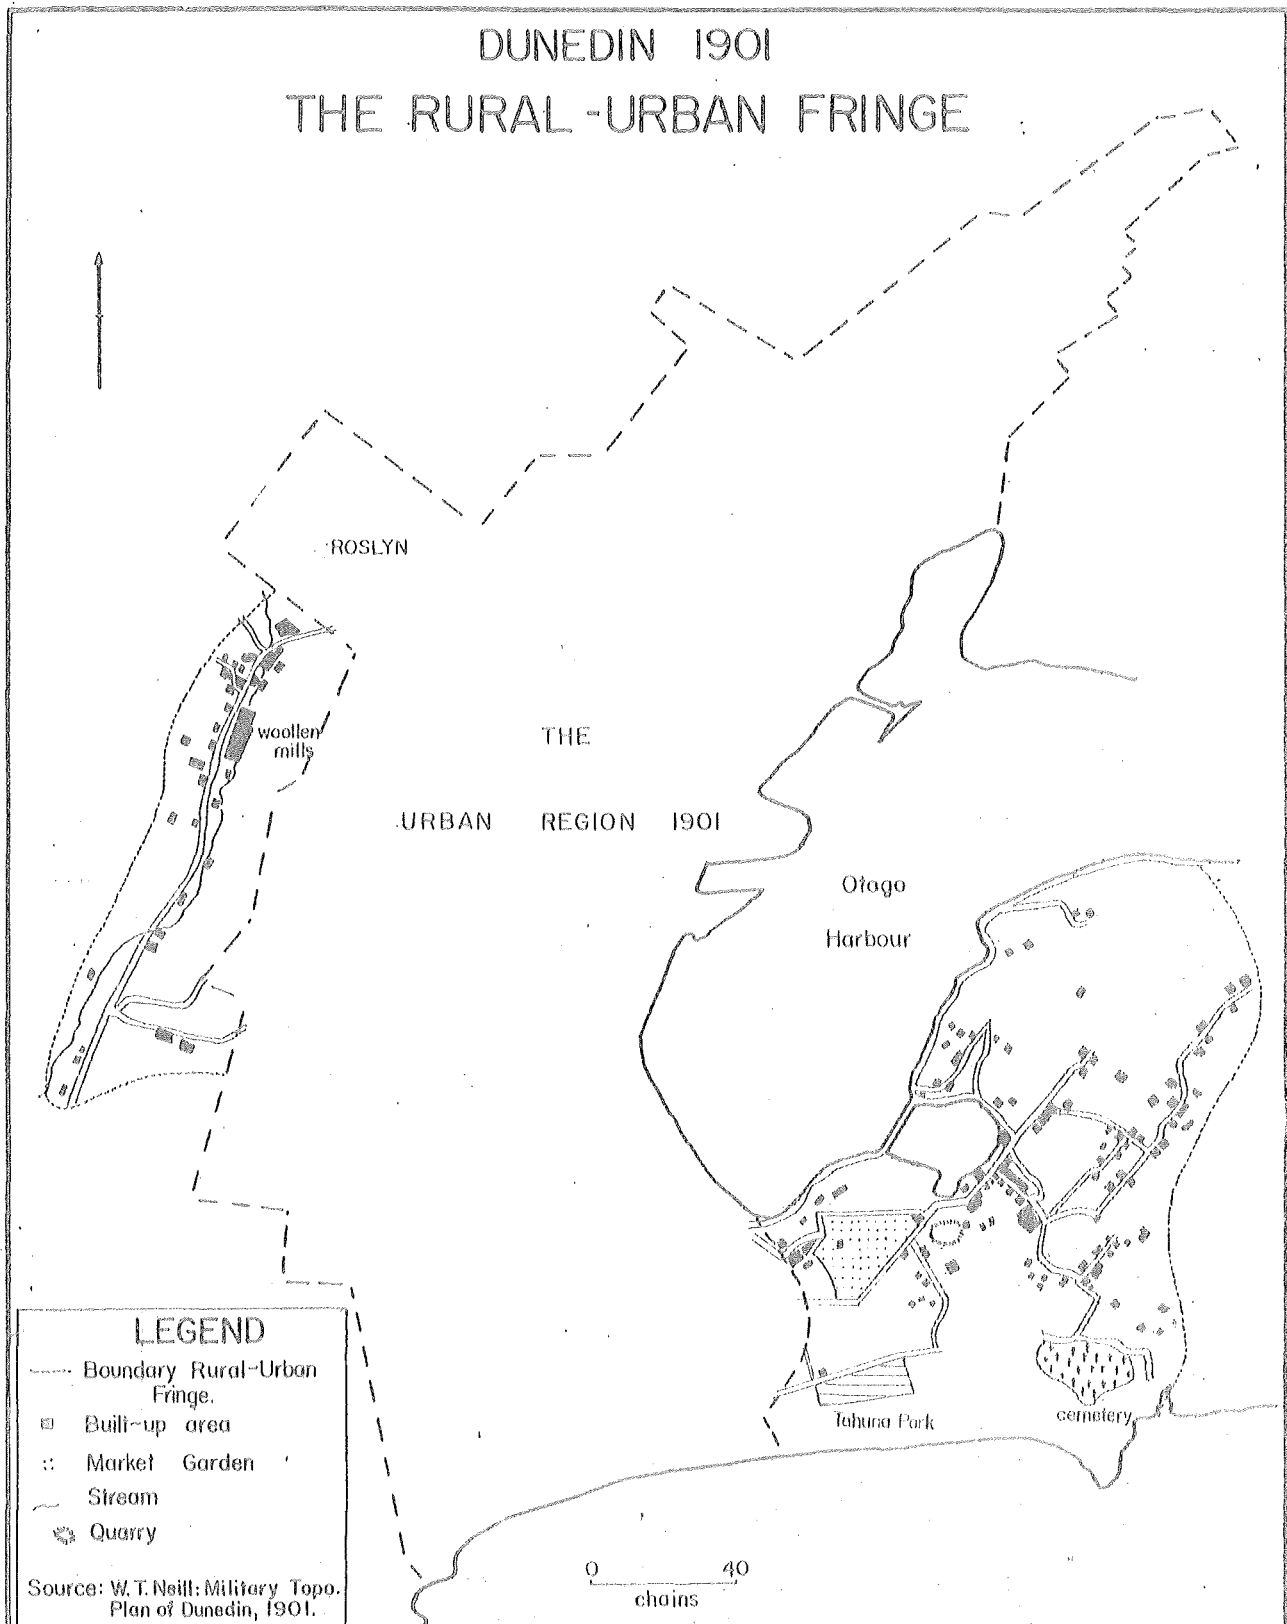 DUNEDIN 1901
THE RURAL-URBAN FRINGE
ROSLYN
woollen
mills
THE
URBAN REGION 1901
Otago
Harbour
Tahuna Park
cemetery
LEGEND
Boundary Rural-Urban
Fringe.
Built-up area
Market Garden
Stream
Quarry
Source: W.T. Neill: Military Topo.
Plan of Dunedin, 1901.
0 40
chains